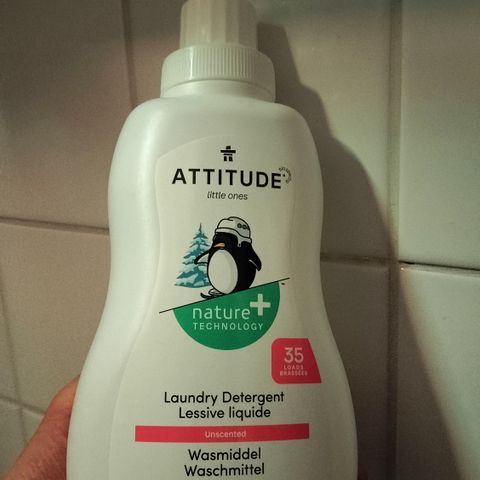 ATTITUDE
little ones
nature+
TECHNOLOGY
35
LOADS
BRASSÉES
Laundry Detergent
Lessive liquide
Unscented
Wasmiddel
Waschmittel